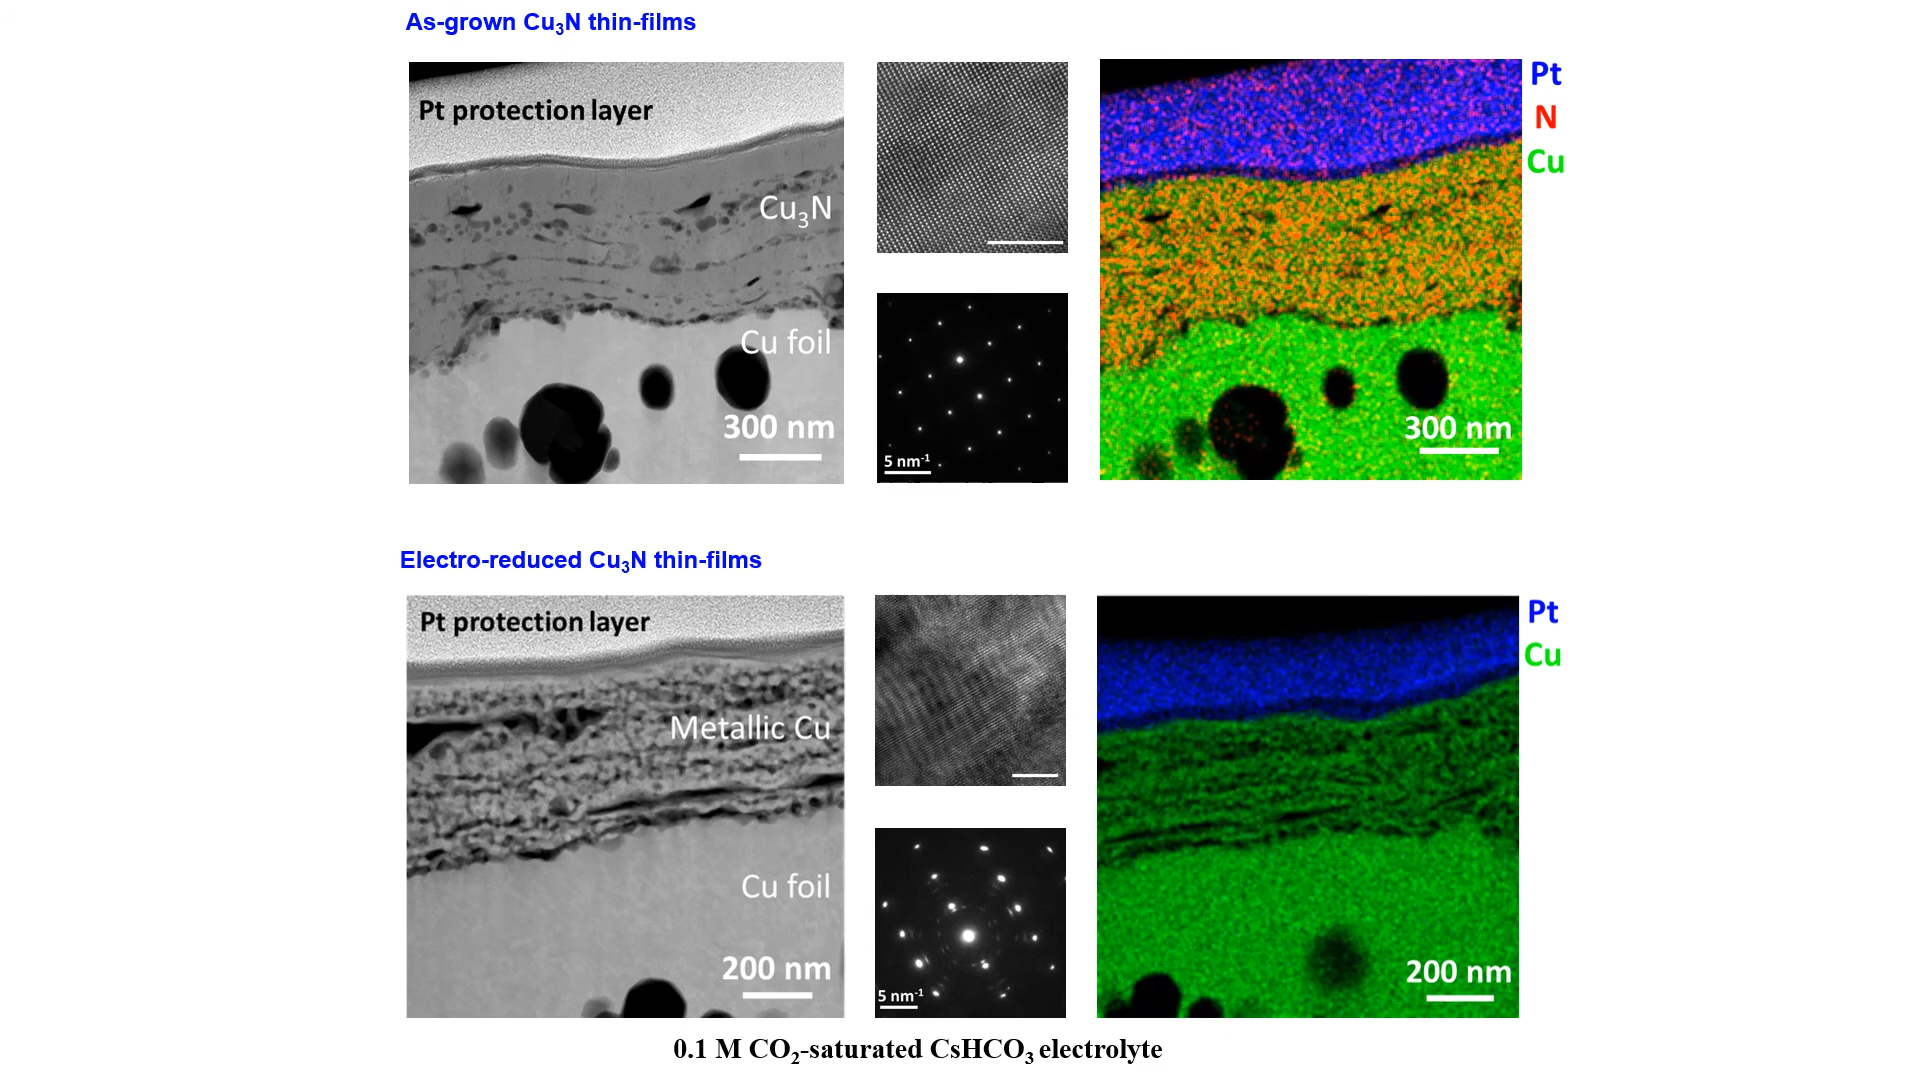 As-grown Cu₃N thin-films
Pt protection layer
Cu₃N
Cu foil
300 nm
5 nm⁻¹
300 nm
Pt
N
Cu
Electro-reduced Cu₃N thin-films
Pt protection layer
Metallic Cu
Cu foil
200 nm
5 nm⁻¹
200 nm
Pt
Cu
0.1 M CO₂-saturated CsHCO₃ electrolyte